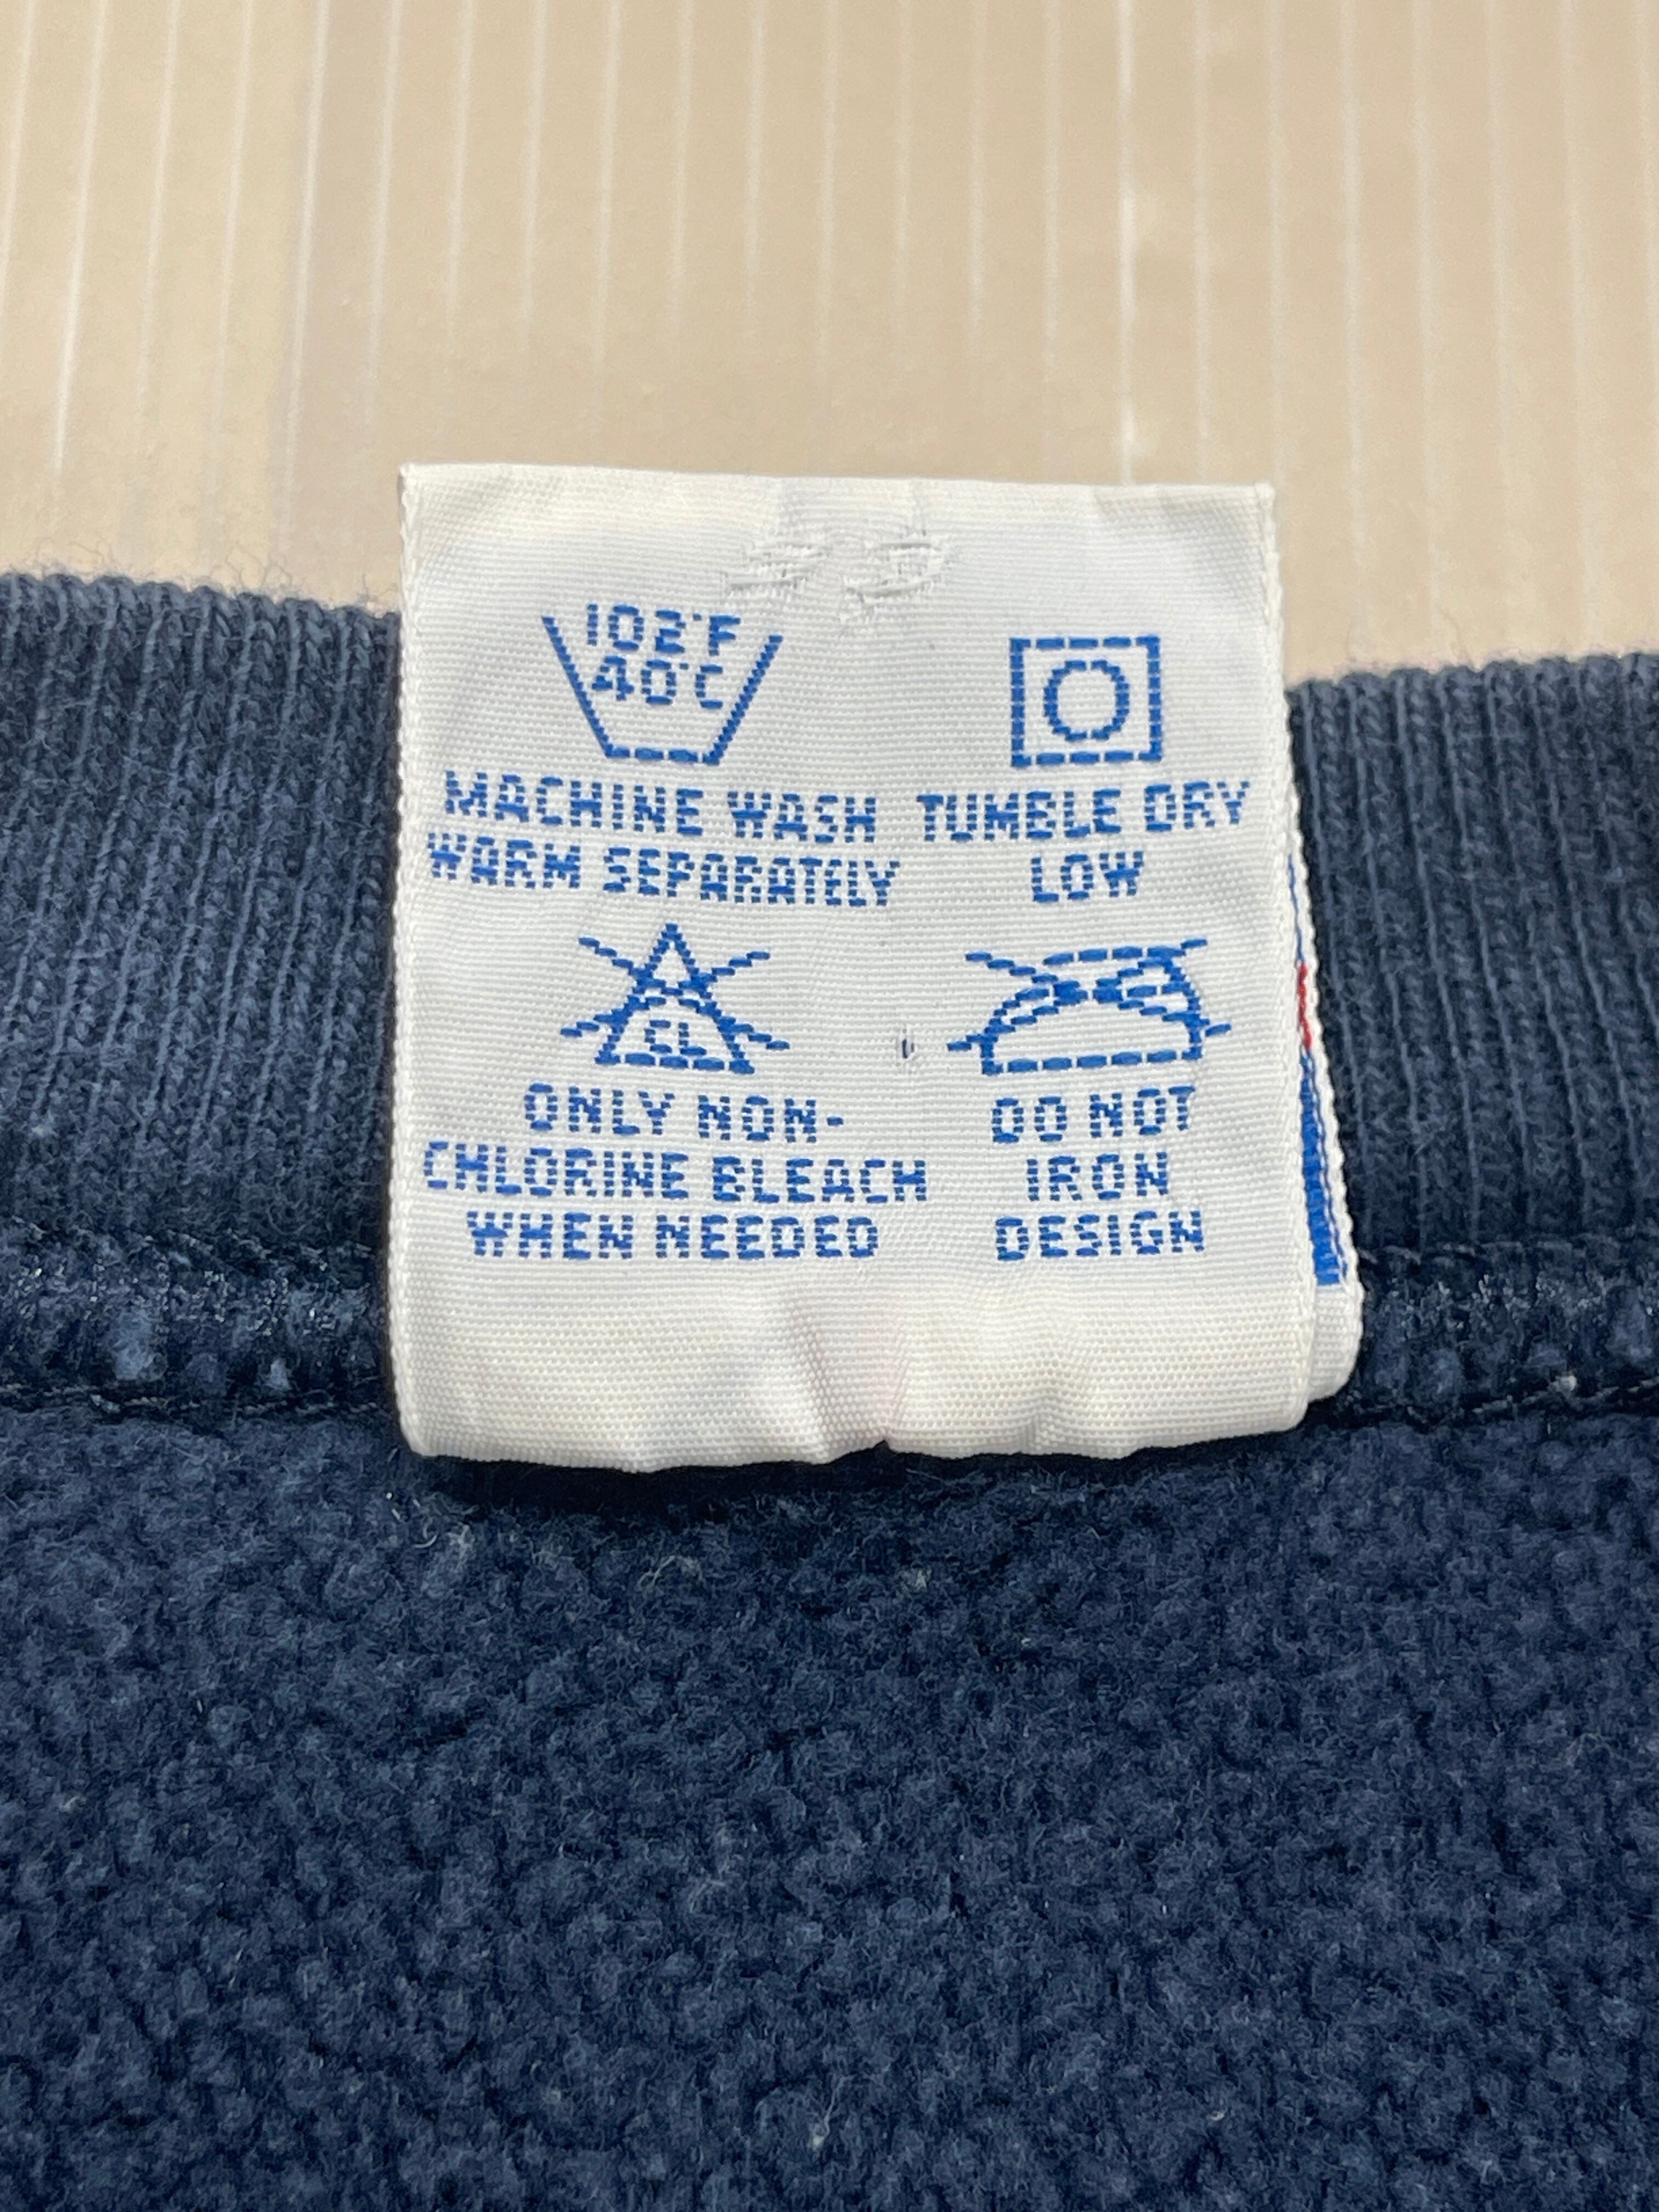 102°F
40°C
MACHINE WASH
WARM SEPARATELY
TUMBLE DRY
LOW
CL
ONLY NON-
CHLORINE BLEACH
WHEN NEEDED
DO NOT
IRON
DESIGN